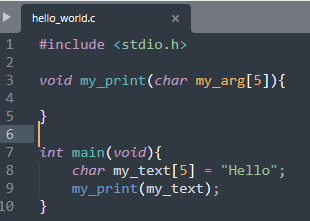 hello_world.c
1 #include <stdio.h>
2
3 void my_print(char my_arg[5]){
4
5 }
6
7 int main(void){
8     char my_text[5] = "Hello";
9     my_print(my_text);
10 }